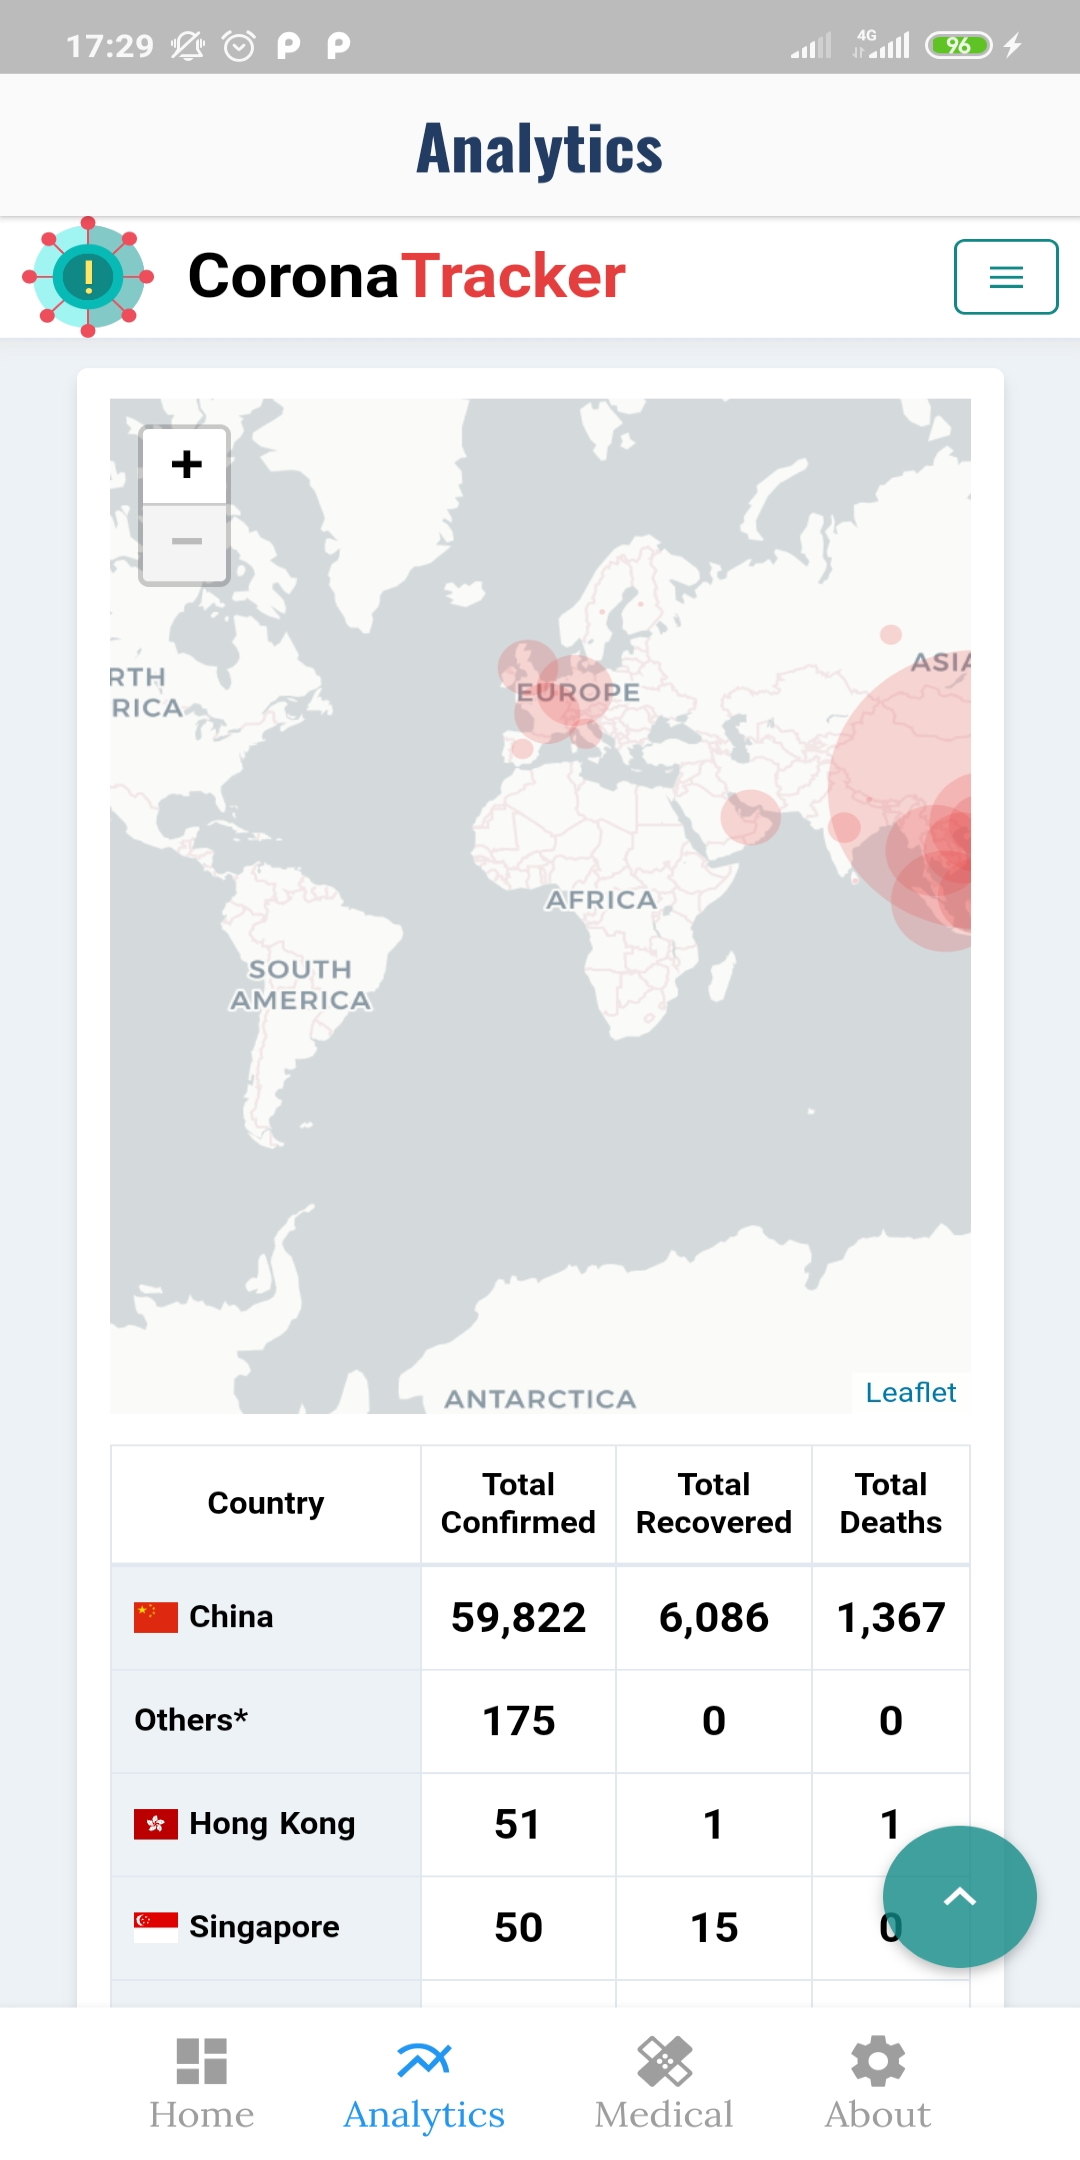 17:29 4G 96
Analytics
CoronaTracker
+
−
RTH
RICA
EUROPE
ASIA
AFRICA
SOUTH
AMERICA
ANTARCTICA
Leaflet
Country Total Confirmed Total Recovered Total Deaths
China 59,822 6,086 1,367
Others* 175 0 0
Hong Kong 51 1 1
Singapore 50 15 0
Home Analytics Medical About